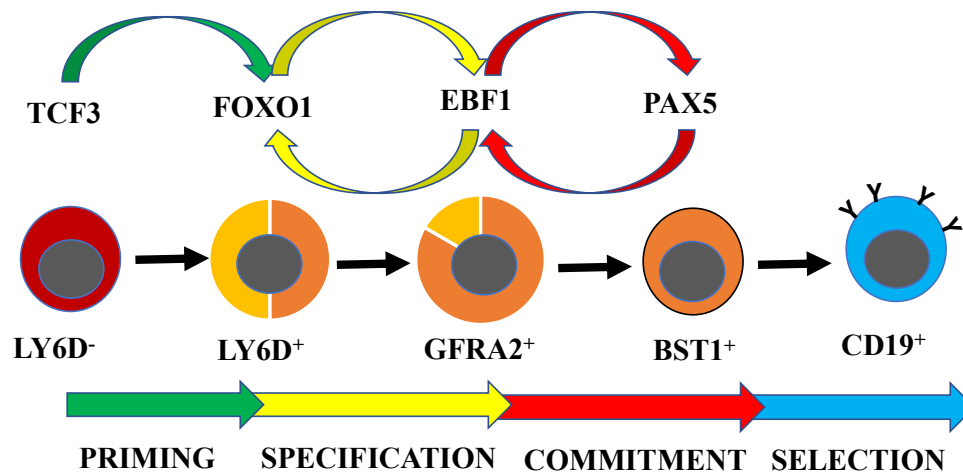 TCF3 FOXO1 EBF1 PAX5
LY6D⁻ LY6D⁺ GFRA2⁺ BST1⁺ CD19⁺
PRIMING SPECIFICATION COMMITMENT SELECTION